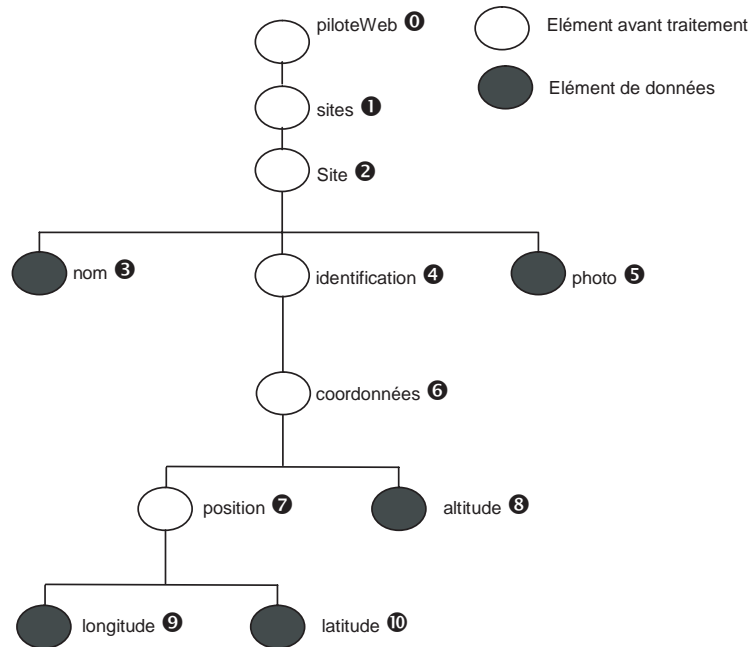 piloteWeb ⓿
Elément avant traitement
Elément de données
sites ❶
Site ❷
nom ❸
identification ❹
photo ❺
coordonnées ❻
position ❼
altitude ❽
longitude ❾
latitude ❿